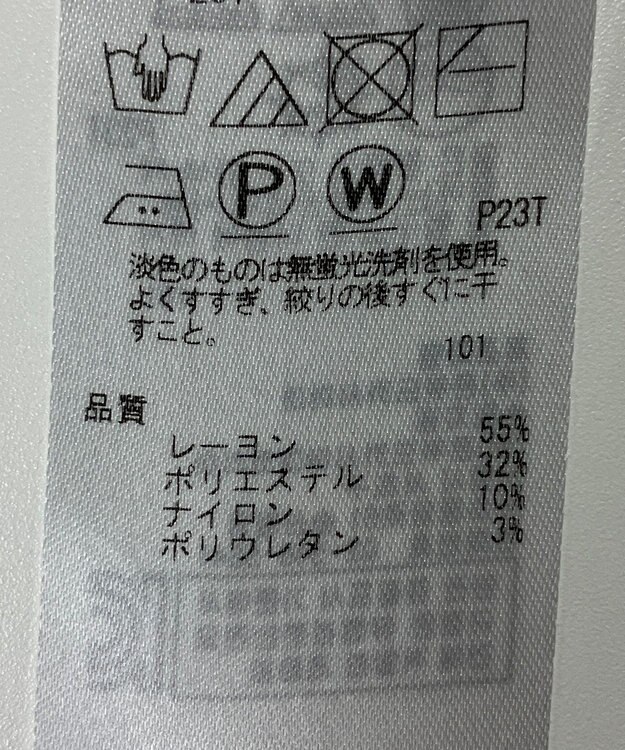 P
W
P23T
淡色のものは無蛍光洗剤を使用。
よくすすぎ、絞りの後すぐに干
すこと。
101
品質
レーヨン 55%
ポリエステル 32%
ナイロン 10%
ポリウレタン 3%